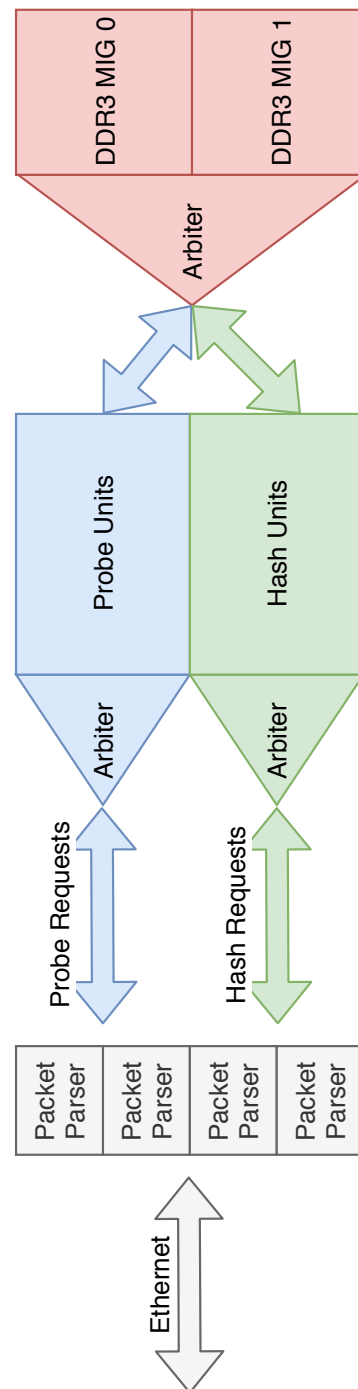 DDR3 MIG 0
DDR3 MIG 1
Arbiter
Probe Units
Hash Units
Arbiter
Arbiter
Probe Requests
Hash Requests
Packet
Parser
Packet
Parser
Packet
Parser
Packet
Parser
Ethernet